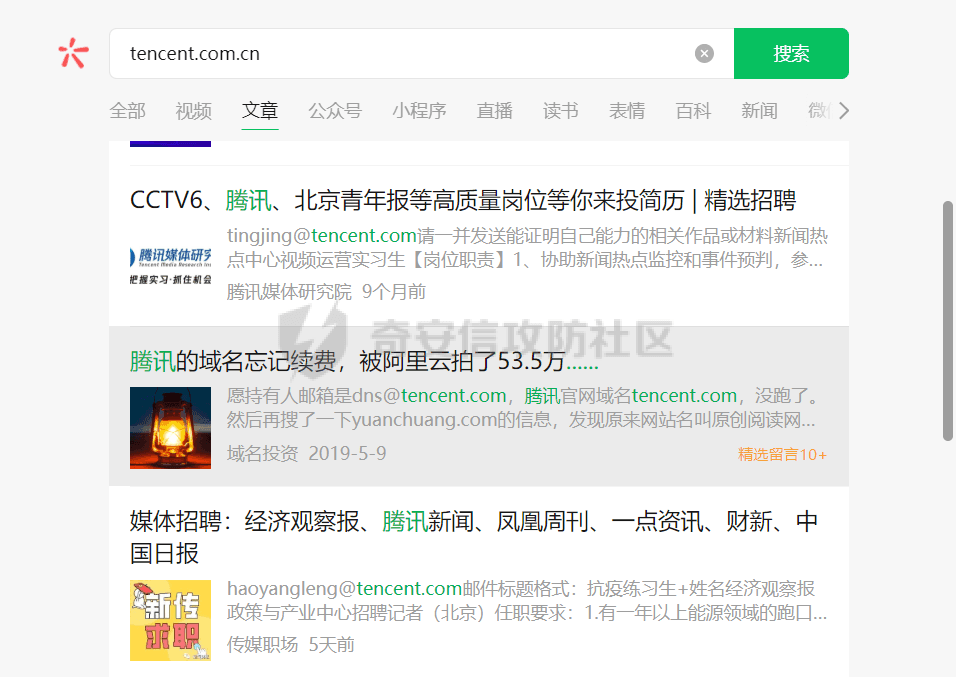 tencent.com.cn
搜索
全部 视频 文章 公众号 小程序 直播 读书 表情 百科 新闻 微信
CCTV6、腾讯、北京青年报等高质量岗位等你来投简历 | 精选招聘
tingjing@tencent.com请一并发送能证明自己能力的相关作品或材料新闻热
点中心视频运营实习生【岗位职责】1、协助新闻热点监控和事件预判，参...
腾讯媒体研究院 9个月前
腾讯媒体研究
Tencent Media Research Ins
把握实习·抓住机会
奇安信攻防社区
腾讯的域名忘记续费，被阿里云拍了53.5万......
愿持有人邮箱是dns@tencent.com，腾讯官网域名tencent.com，没跑了。
然后再搜了一下yuanchuang.com的信息，发现原来网站名叫原创阅读网...
域名投资 2019-5-9
精选留言10+
媒体招聘：经济观察报、腾讯新闻、凤凰周刊、一点资讯、财新、中
国日报
haoyangleng@tencent.com邮件标题格式：抗疫练习生+姓名经济观察报
政策与产业中心招聘记者（北京）任职要求：1.有一年以上能源领域的跑口...
传媒职场 5天前
新传
求职